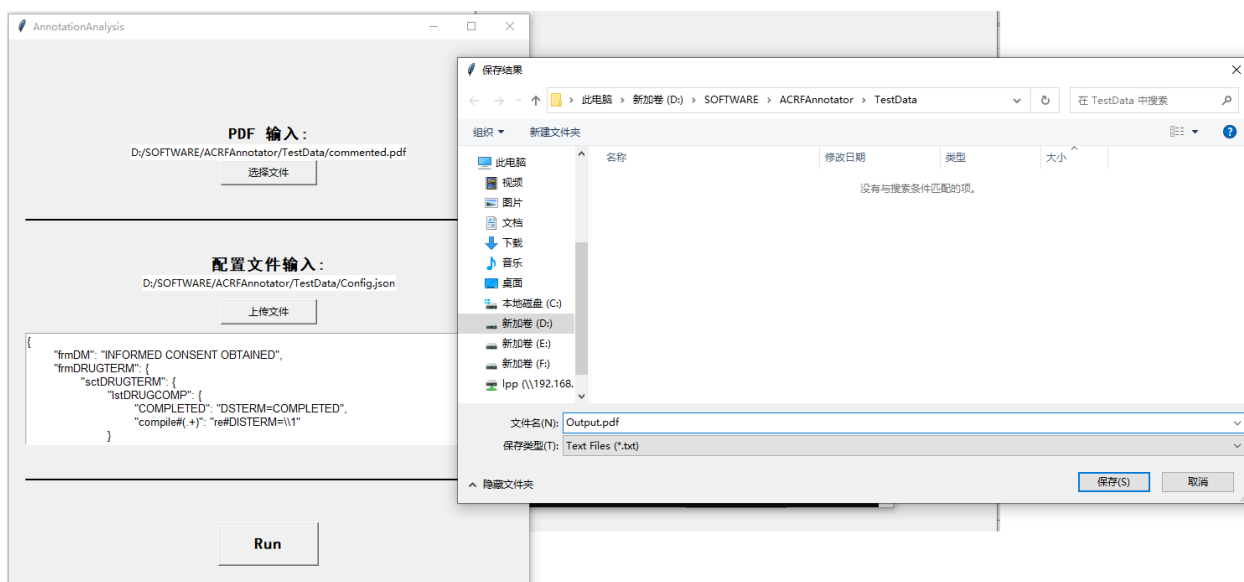 AnnotationAnalysis
PDF 输入:
D:/SOFTWARE/ACRFAnnotator/TestData/commented.pdf
选择文件
配置文件输入:
D:/SOFTWARE/ACRFAnnotator/TestData/Config.json
上传文件
{
"frmDM": "INFORMED CONSENT OBTAINED",
"frmDRUGTERM": {
"sctDRUGTERM": {
"lstDRUGCOMP": {
"COMPLETED": "DSTERM=COMPLETED",
"compile#(.+)": "re#DISTERM=\\1"
}
Run
保存结果
此电脑 › 新加卷 (D:) › SOFTWARE › ACRFAnnotator › TestData
在 TestData 中搜索
组织 新建文件夹
名称 修改日期 类型 大小
没有与搜索条件匹配的项。
此电脑
视频
图片
文档
下载
音乐
桌面
本地磁盘 (C:)
新加卷 (D:)
新加卷 (E:)
新加卷 (F:)
lpp (\\192.168.
文件名(N): Output.pdf
保存类型(T): Text Files (*.txt)
隐藏文件夹
保存(S) 取消